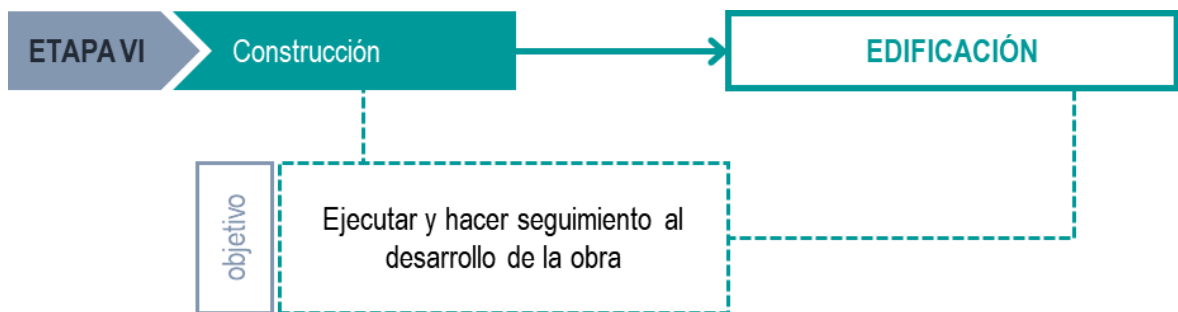 ETAPA VI
Construcción
EDIFICACIÓN
objetivo
Ejecutar y hacer seguimiento al
desarrollo de la obra